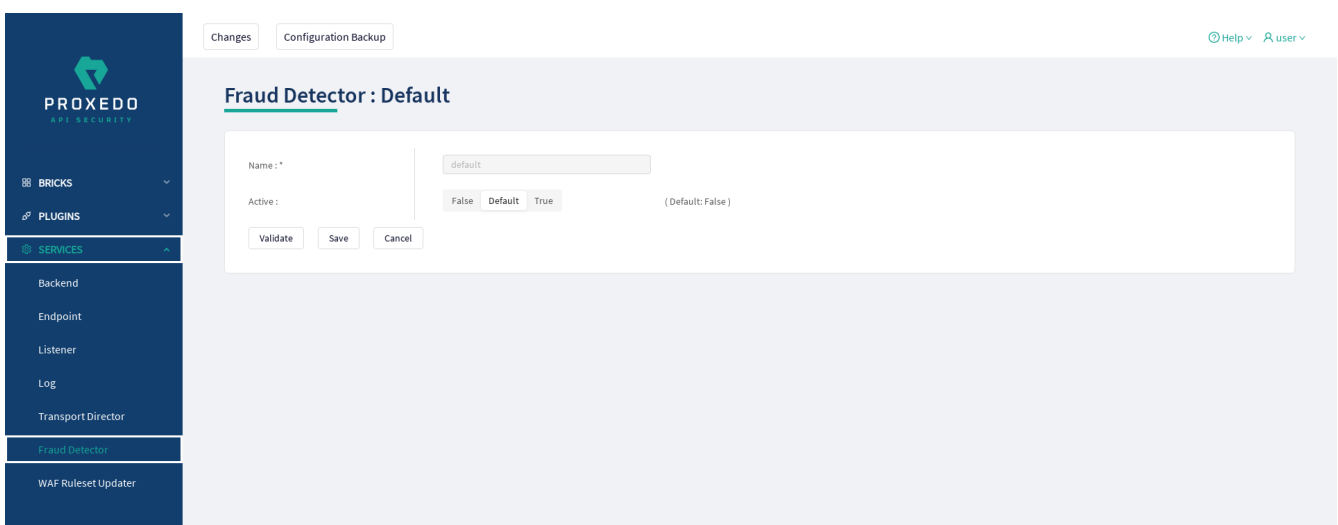 PROXEDO
API SECURITY
BRICKS
PLUGINS
SERVICES
Backend
Endpoint
Listener
Log
Transport Director
Fraud Detector
WAF Ruleset Updater
Changes Configuration Backup Help user
Fraud Detector : Default
Name : * default
Active : False Default True ( Default: False )
Validate Save Cancel